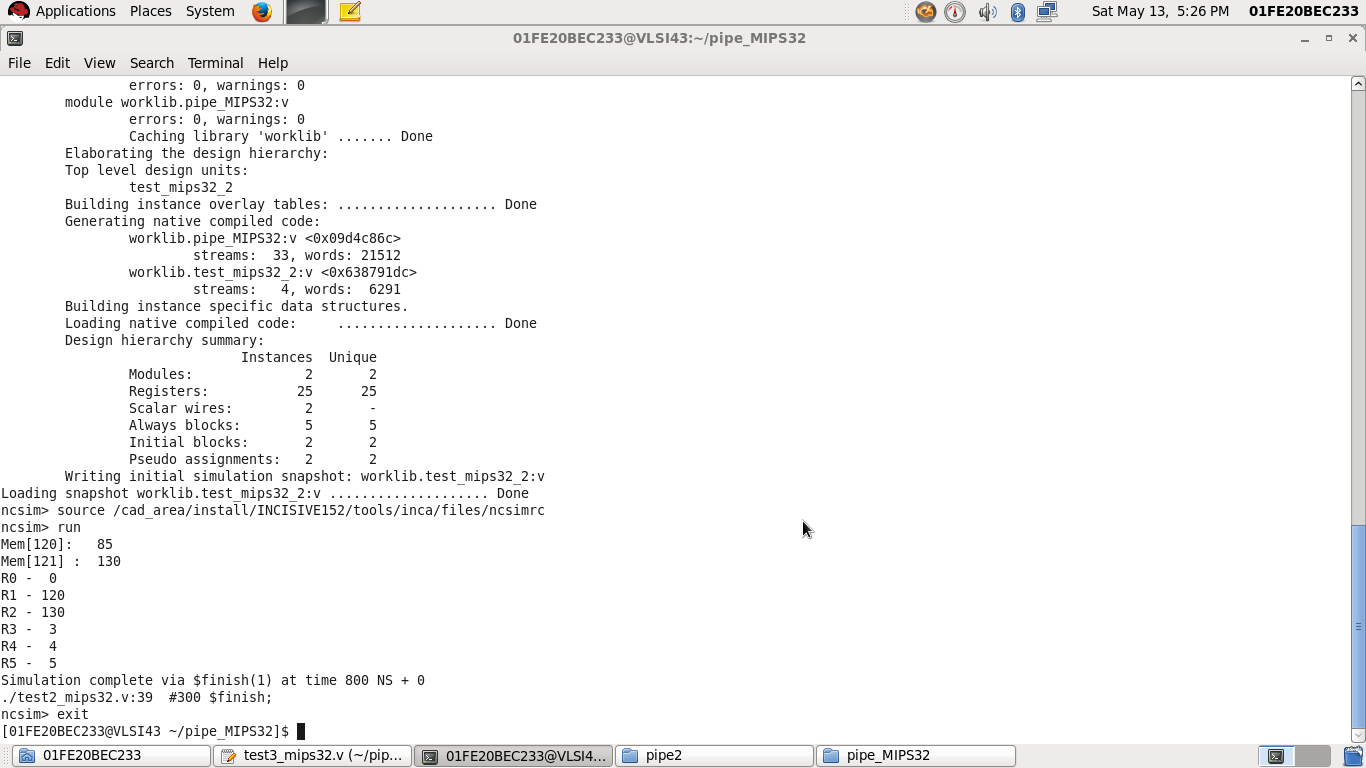 Applications Places System Sat May 13, 5:26 PM 01FE20BEC233
01FE20BEC233@VLSI43:~/pipe_MIPS32
File Edit View Search Terminal Help
errors: 0, warnings: 0
module worklib.pipe_MIPS32:v
errors: 0, warnings: 0
Caching library 'worklib' ....... Done
Elaborating the design hierarchy:
Top level design units:
test_mips32_2
Building instance overlay tables: .................... Done
Generating native compiled code:
worklib.pipe_MIPS32:v <0x09d4c86c>
streams:  33, words: 21512
worklib.test_mips32_2:v <0x638791dc>
streams:   4, words:  6291
Building instance specific data structures.
Loading native compiled code:     .................... Done
Design hierarchy summary:
Instances  Unique
Modules:              2       2
Registers:           25      25
Scalar wires:         2       -
Always blocks:        5       5
Initial blocks:       2       2
Pseudo assignments:   2       2
Writing initial simulation snapshot: worklib.test_mips32_2:v
Loading snapshot worklib.test_mips32_2:v .................... Done
ncsim> source /cad_area/install/INCISIVE152/tools/inca/files/ncsimrc
ncsim> run
Mem[120]:   85
Mem[121] :  130
R0 -  0
R1 - 120
R2 - 130
R3 -  3
R4 -  4
R5 -  5
Simulation complete via $finish(1) at time 800 NS + 0
./test2_mips32.v:39  #300 $finish;
ncsim> exit
[01FE20BEC233@VLSI43 ~/pipe_MIPS32]$
01FE20BEC233 test3_mips32.v (~/pip... 01FE20BEC233@VLSI4... pipe2 pipe_MIPS32